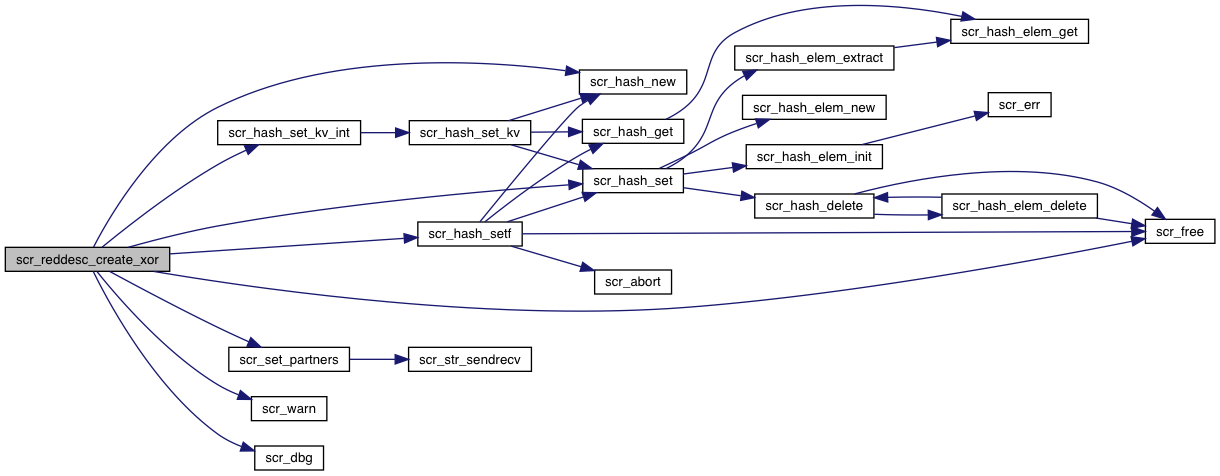 scr_hash_elem_get
scr_hash_elem_extract
scr_hash_new
scr_hash_elem_new
scr_err
scr_hash_set_kv_int
scr_hash_set_kv
scr_hash_get
scr_hash_elem_init
scr_hash_set
scr_hash_delete
scr_hash_elem_delete
scr_hash_setf
scr_free
scr_reddesc_create_xor
scr_abort
scr_set_partners
scr_str_sendrecv
scr_warn
scr_dbg